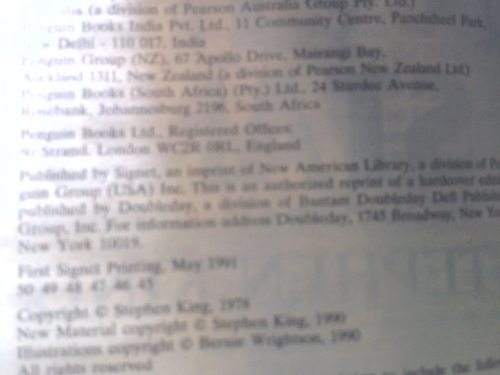 (a division of Pearson Australia Group Pty. Ltd.)
Books India Pvt. Ltd., 11 Community Centre, Panchsheel Park,
Delhi - 110 017, India
Penguin Group (NZ), 67 Apollo Drive, Mairangi Bay,
Auckland 1311, New Zealand (a division of Pearson New Zealand Ltd)
Penguin Books (South Africa) (Pty.) Ltd., 24 Sturdee Avenue,
Rosebank, Johannesburg 2196, South Africa
Penguin Books Ltd., Registered Offices:
Strand, London WC2R 0RL, England
Published by Signet, an imprint of New American Library, a division of
guin Group (USA) Inc. This is an authorized reprint of a hardcover
published by Doubleday, a division of Bantam Doubleday Dell
Group, Inc. For information address Doubleday, 1745 Broadway, New
New York 10019.
First Signet Printing, May 1991
50 49 48 47 46 45
Copyright © Stephen King, 1978
New Material copyright © Stephen King, 1990
Illustrations copyright © Bernie Wrightson, 1990
All rights reserved
to include the